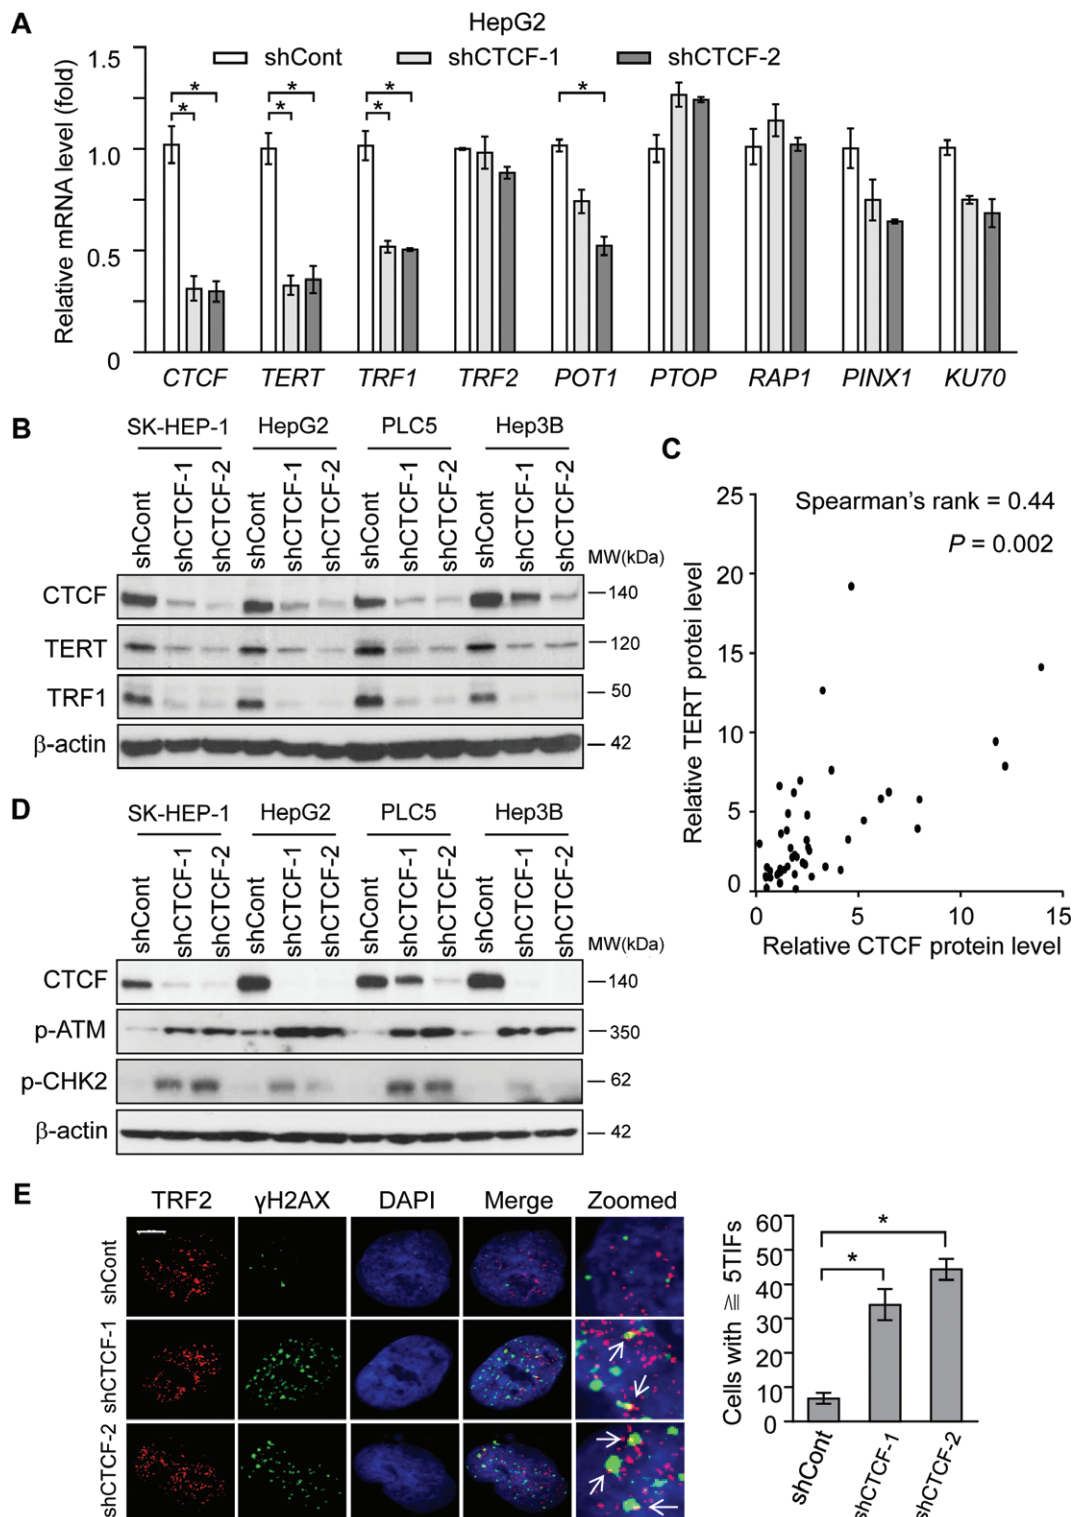 A
HepG2
shCont shCTCF-1 shCTCF-2
Relative mRNA level (fold)
1.5
1.0
0.5
0
* * * * * * *
CTCF TERT TRF1 TRF2 POT1 PTOP RAP1 PINX1 KU70
B
SK-HEP-1 HepG2 PLC5 Hep3B
shCont shCTCF-1 shCTCF-2 shCont shCTCF-1 shCTCF-2 shCont shCTCF-1 shCTCF-2 shCont shCTCF-1 shCTCF-2
MW(kDa)
CTCF 140
TERT 120
TRF1 50
β-actin 42
C
Spearman's rank = 0.44
P = 0.002
Relative TERT protei level
25
20
15
10
5
0
0 5 10 15
Relative CTCF protein level
D
SK-HEP-1 HepG2 PLC5 Hep3B
shCont shCTCF-1 shCTCF-2 shCont shCTCF-1 shCTCF-2 shCont shCTCF-1 shCTCF-2 shCont shCTCF-1 shCTCF-2
MW(kDa)
CTCF 140
p-ATM 350
p-CHK2 62
β-actin 42
E
TRF2 γH2AX DAPI Merge Zoomed
shCont
shCTCF-1
shCTCF-2
Cells with ≧ 5TIFs
60
50
40
30
20
10
0
* *
shCont shCTCF-1 shCTCF-2